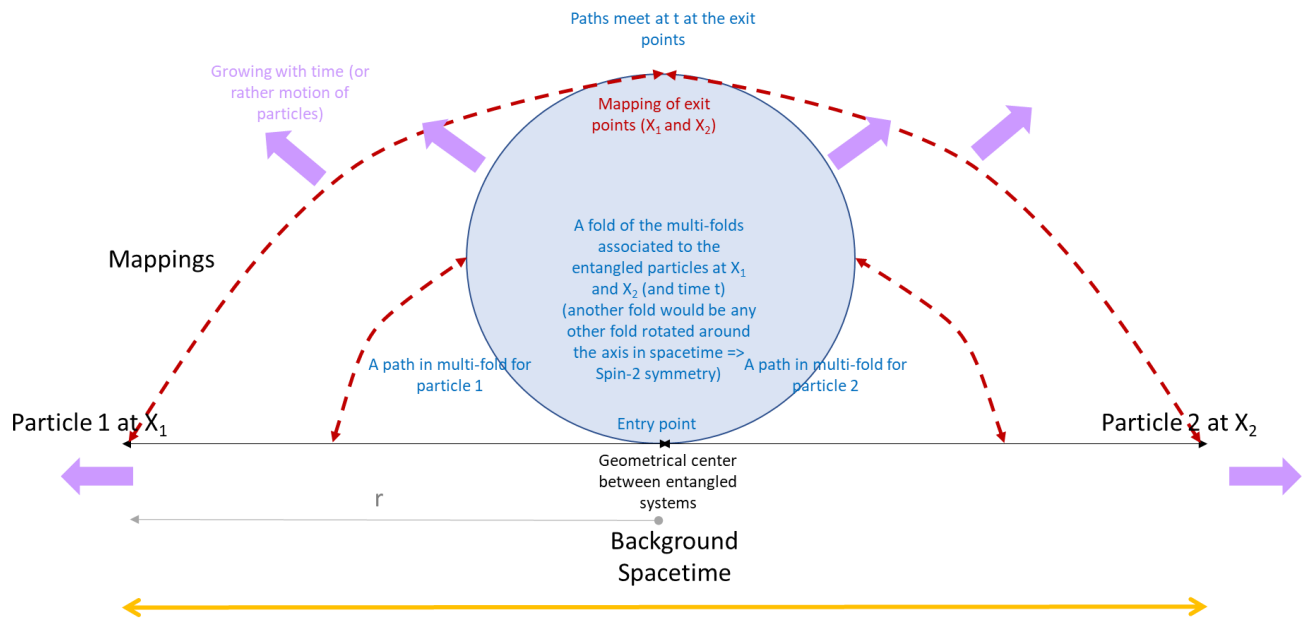 Paths meet at t at the exit
points
Growing with time (or
rather motion of
particles)
Mapping of exit
points (X₁ and X₂)
Mappings
A fold of the multi-folds
associated to the
entangled particles at X₁
and X₂ (and time t)
(another fold would be any
other fold rotated around
the axis in spacetime =>
Spin-2 symmetry)
A path in multi-fold for
particle 1
A path in multi-fold for
particle 2
Particle 1 at X₁
Entry point
Particle 2 at X₂
Geometrical center
between entangled
systems
r
Background
Spacetime